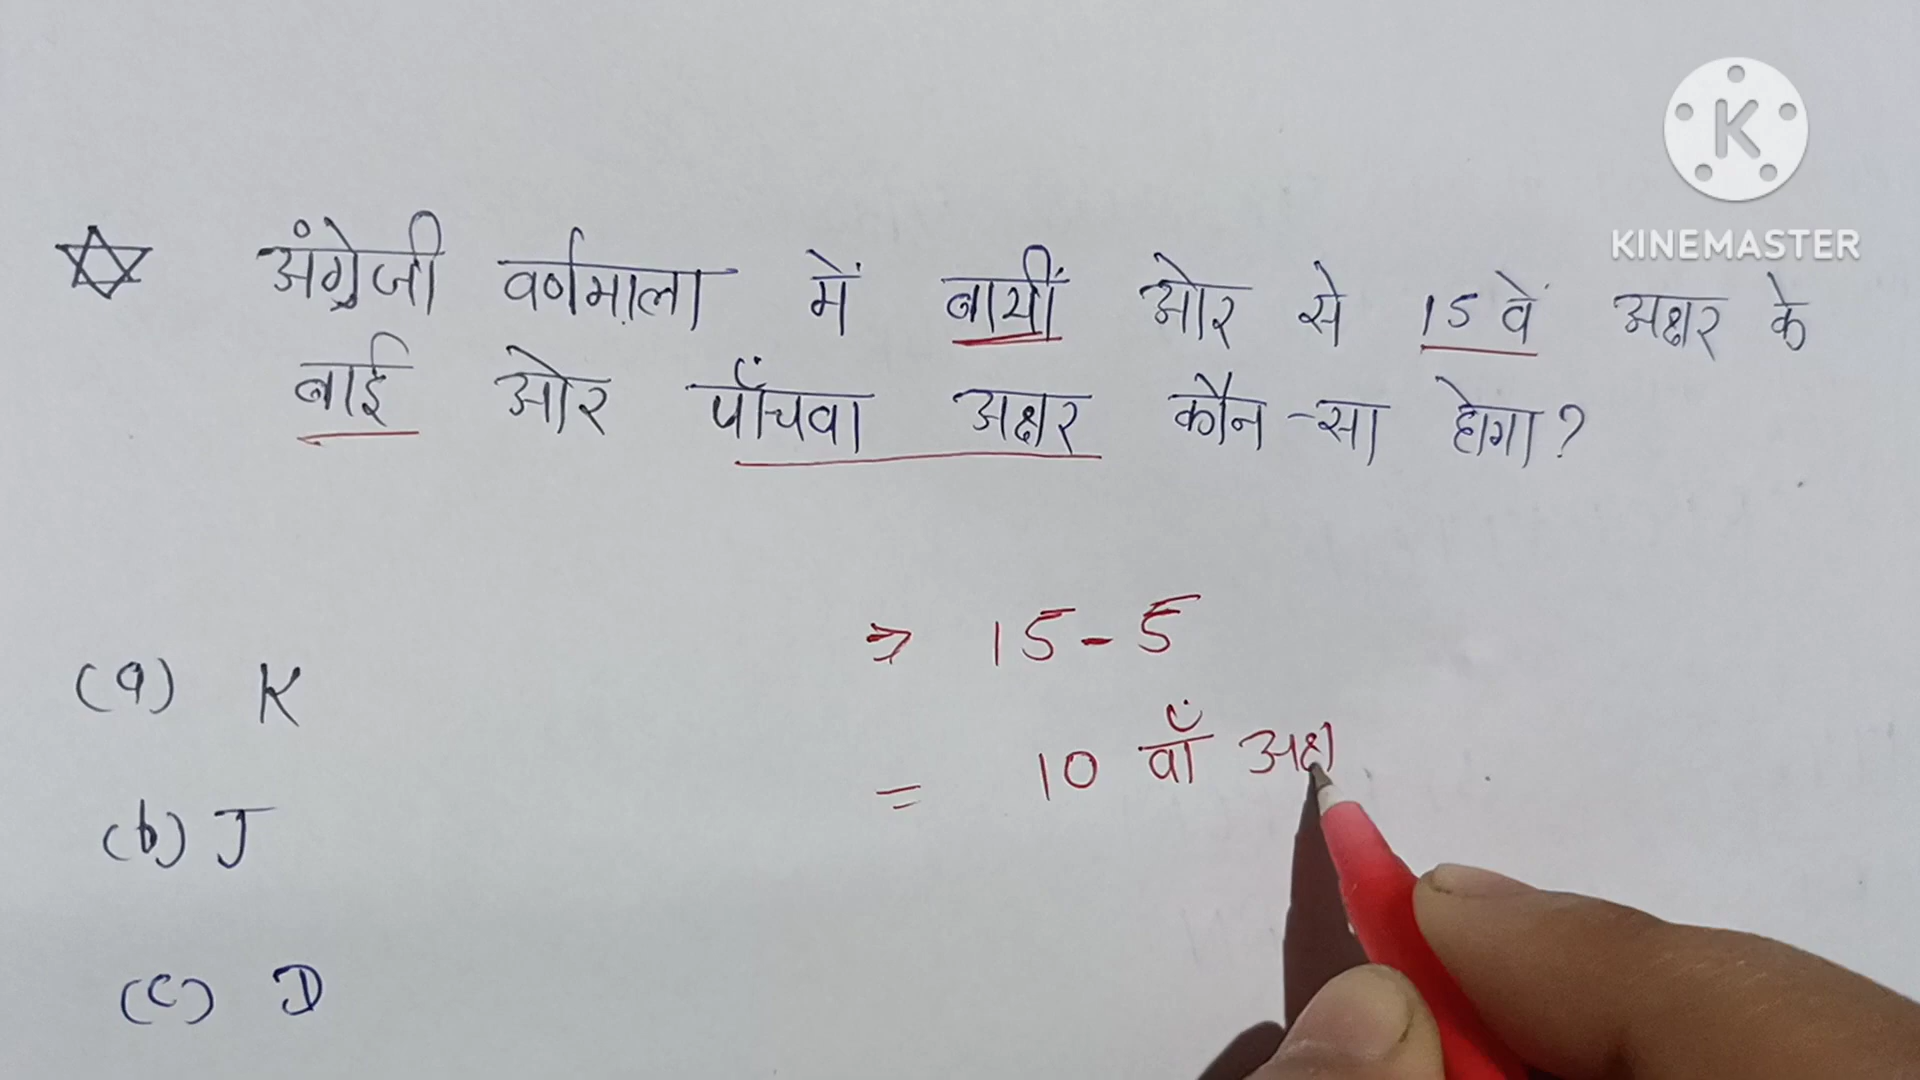 K
KINEMASTER
अंग्रेजी वर्णमाला में बायीं ओर से 15 वें अक्षर के
बाई ओर पाँचवा अक्षर कौन-सा होगा?
⇒ 15 - 5
(a) K
= 10 वाँ अक्ष
(b) J
(c) D